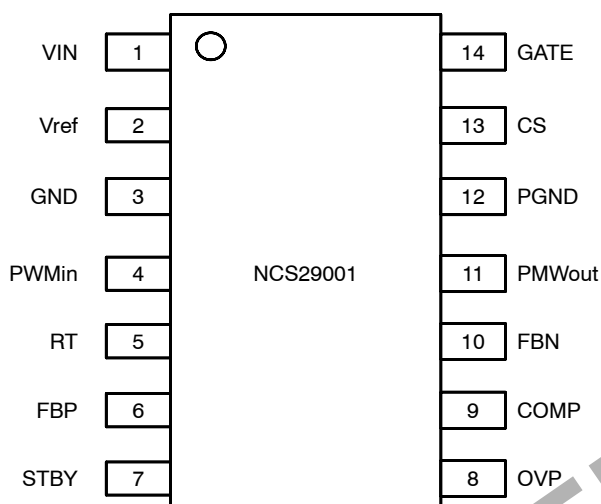 VIN 1 14 GATE
Vref 2 13 CS
GND 3 12 PGND
PWMin 4 NCS29001 11 PMWout
RT 5 10 FBN
FBP 6 9 COMP
STBY 7 8 OVP